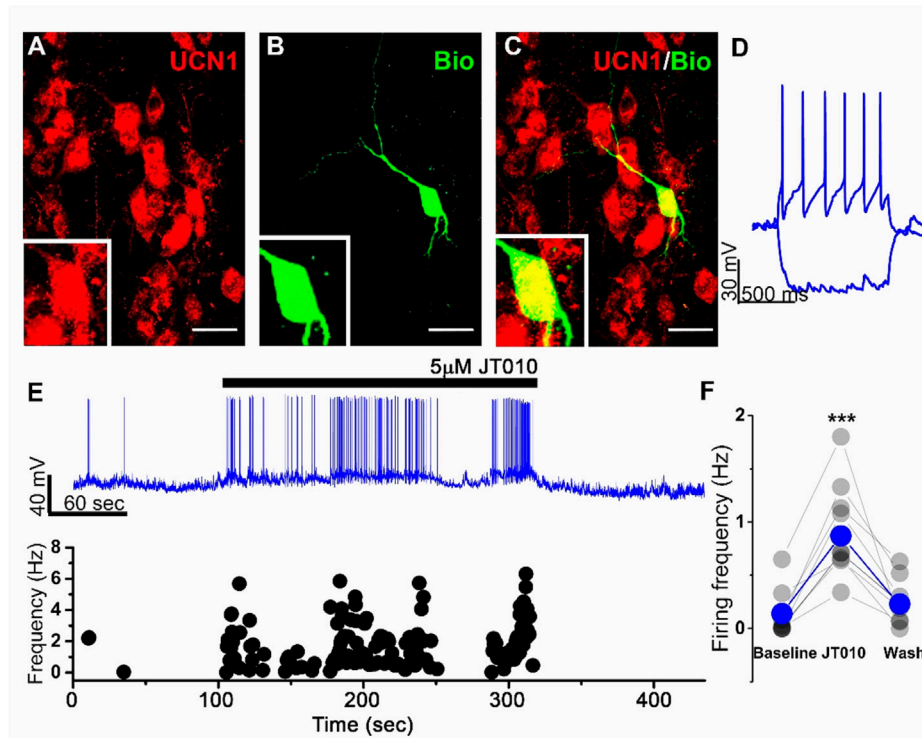 A
UCN1
B
Bio
C
UCN1/Bio
D
30 mV
500 ms
E
5µM JT010
40 mV
60 sec
Frequency (Hz)
8
6
4
2
0
0
100
200
300
400
Time (sec)
F
***
Firing frequency (Hz)
2
1
0
Baseline JT010 Wash